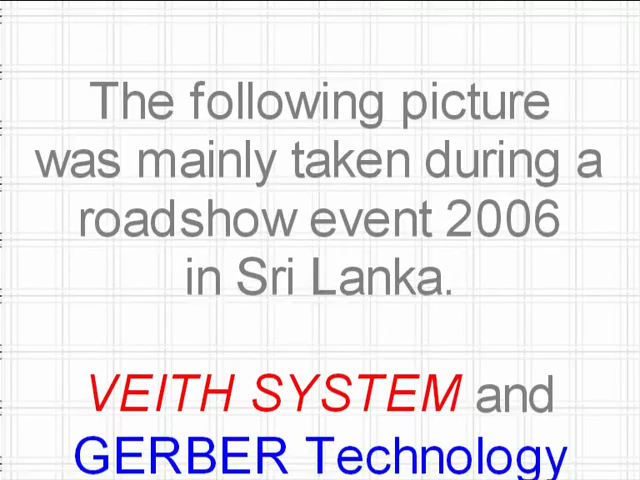 The following picture
was mainly taken during a
roadshow event 2006
in Sri Lanka.
VEITH SYSTEM and
GERBER Technology